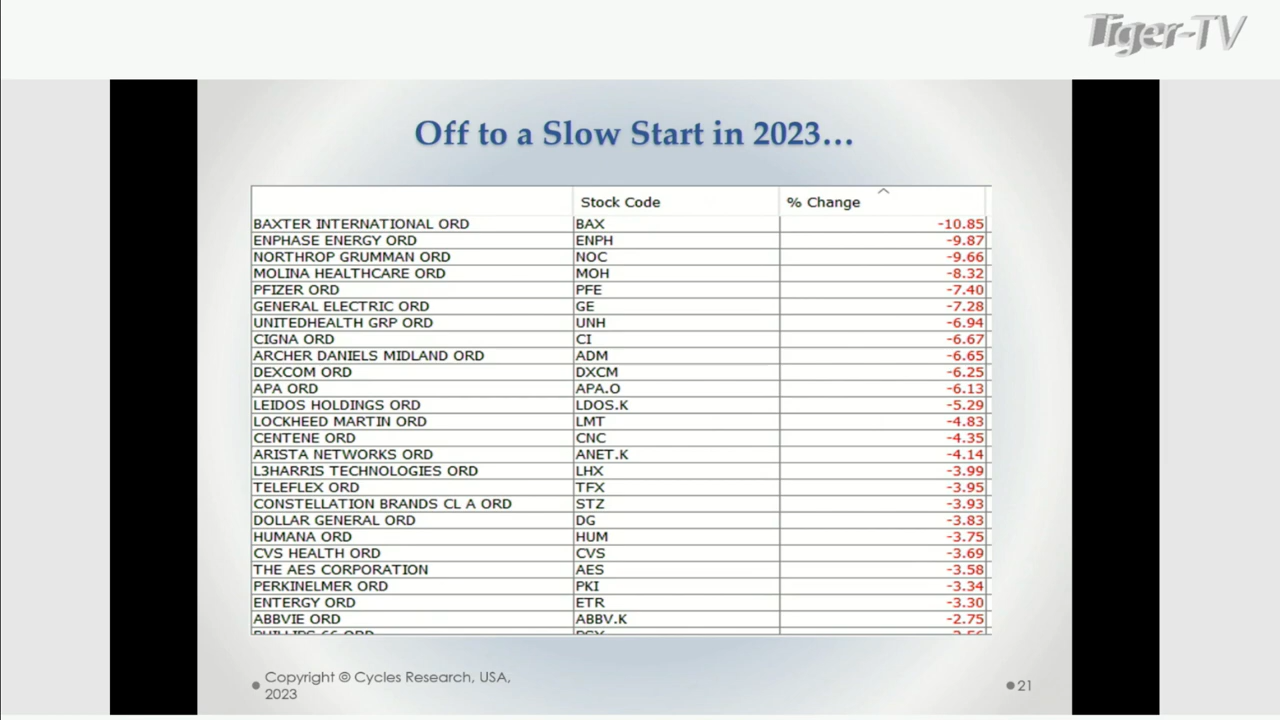 Tiger-TV
Off to a Slow Start in 2023...
Stock Code % Change
BAXTER INTERNATIONAL ORD BAX -10.85
ENPHASE ENERGY ORD ENPH -9.87
NORTHROP GRUMMAN ORD NOC -9.66
MOLINA HEALTHCARE ORD MOH -8.32
PFIZER ORD PFE -7.40
GENERAL ELECTRIC ORD GE -7.28
UNITEDHEALTH GRP ORD UNH -6.94
CIGNA ORD CI -6.67
ARCHER DANIELS MIDLAND ORD ADM -6.65
DEXCOM ORD DXCM -6.25
APA ORD APA.O -6.13
LEIDOS HOLDINGS ORD LDOS.K -5.29
LOCKHEED MARTIN ORD LMT -4.83
CENTENE ORD CNC -4.35
ARISTA NETWORKS ORD ANET.K -4.14
L3HARRIS TECHNOLOGIES ORD LHX -3.99
TELEFLEX ORD TFX -3.95
CONSTELLATION BRANDS CL A ORD STZ -3.93
DOLLAR GENERAL ORD DG -3.83
HUMANA ORD HUM -3.75
CVS HEALTH ORD CVS -3.69
THE AES CORPORATION AES -3.58
PERKINELMER ORD PKI -3.34
ENTERGY ORD ETR -3.30
ABBVIE ORD ABBV.K -2.75
Copyright © Cycles Research, USA,
2023
21